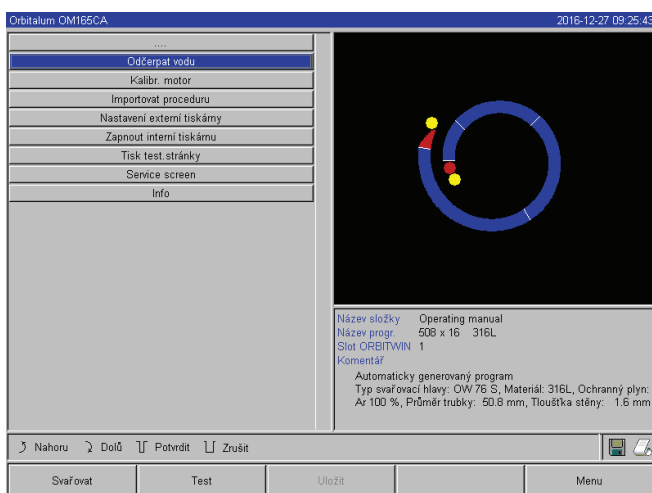 Orbitalum OM165CA 2016-12-27 09:25:43
....
Odčerpat vodu
Kalibr. motor
Importovat proceduru
Nastavení externí tiskárny
Zapnout interní tiskárnu
Tisk test.stránky
Service screen
Info
Název složky Operating manual
Název progr. 508 x 16 316L
Slot ORBITWIN 1
Komentář
Automaticky generovaný program
Typ svařovací hlavy: OW 76 S, Materiál: 316L, Ochranný plyn:
Ar 100 %, Průměr trubky: 50.8 mm, Tloušťka stěny: 1.6 mm
Nahoru Dolů Potvrdit Zrušit
Svařovat Test Uložit Menu